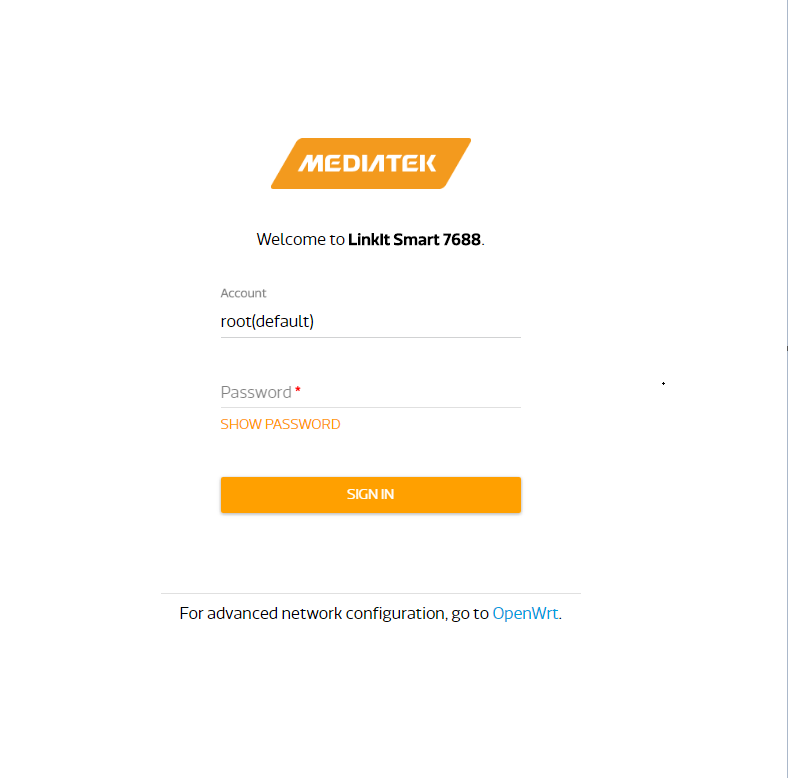 MEDIATEK
Welcome to LinkIt Smart 7688.
Account
root(default)
Password *
SHOW PASSWORD
SIGN IN
For advanced network configuration, go to OpenWrt.